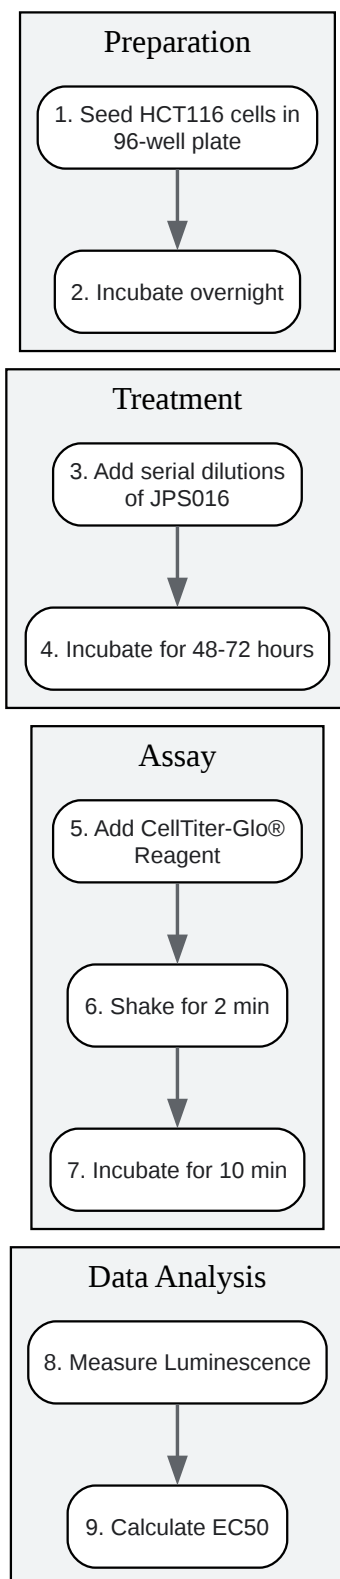 Preparation
1. Seed HCT116 cells in
96-well plate
2. Incubate overnight
Treatment
3. Add serial dilutions
of JPS016
4. Incubate for 48-72 hours
Assay
5. Add CellTiter-Glo®
Reagent
6. Shake for 2 min
7. Incubate for 10 min
Data Analysis
8. Measure Luminescence
9. Calculate EC50